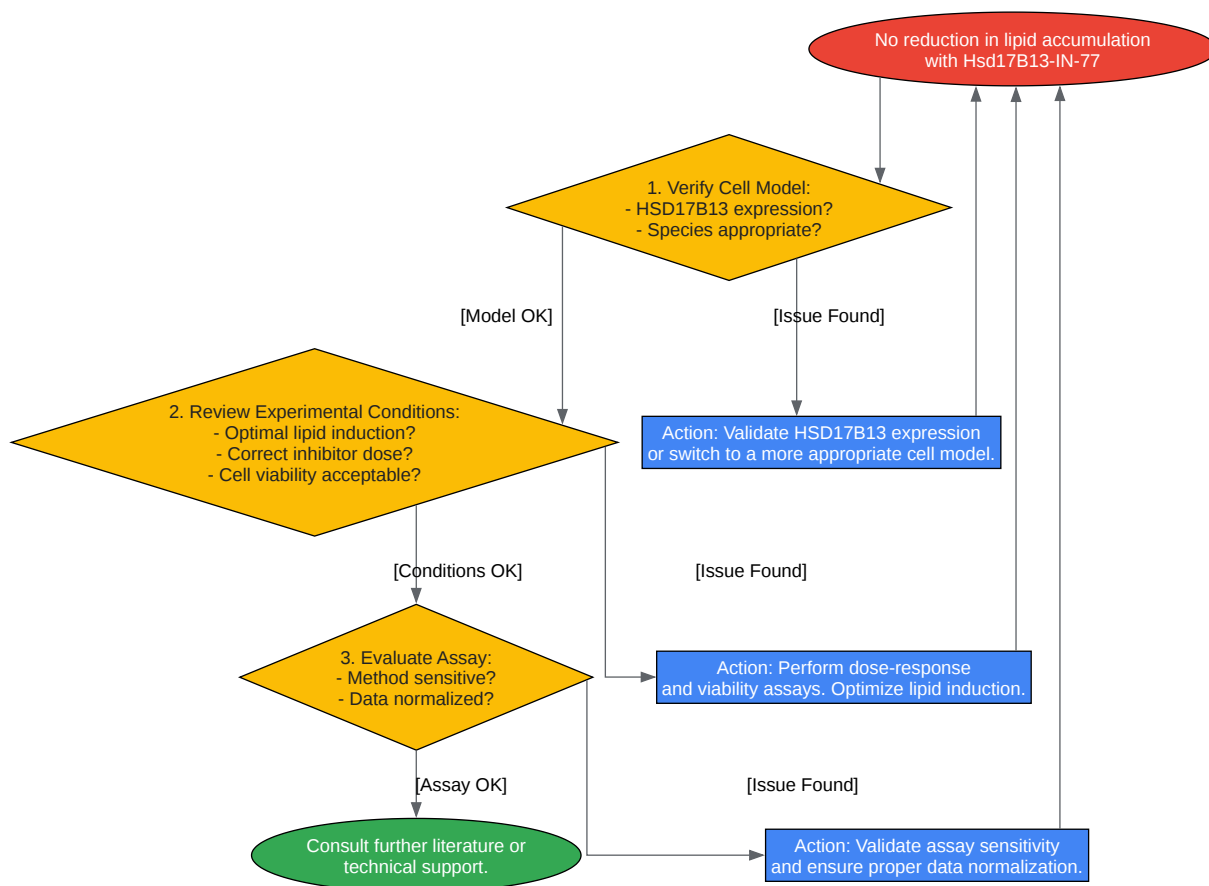 No reduction in lipid accumulation
with Hsd17B13-IN-77
1. Verify Cell Model:
- HSD17B13 expression?
- Species appropriate?
[Model OK]
[Issue Found]
2. Review Experimental Conditions:
- Optimal lipid induction?
- Correct inhibitor dose?
- Cell viability acceptable?
Action: Validate HSD17B13 expression
or switch to a more appropriate cell model.
[Conditions OK]
[Issue Found]
3. Evaluate Assay:
- Method sensitive?
- Data normalized?
Action: Perform dose-response
and viability assays. Optimize lipid induction.
[Assay OK]
[Issue Found]
Consult further literature or
technical support.
Action: Validate assay sensitivity
and ensure proper data normalization.